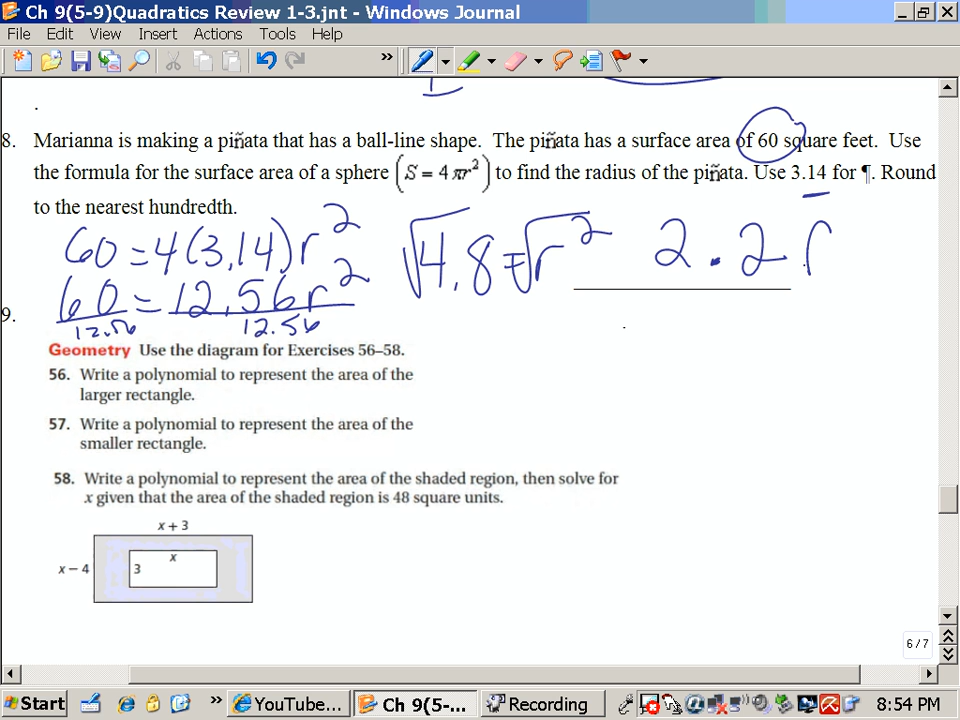 Ch 9(5-9)Quadratics Review 1-3.jnt - Windows Journal
File Edit View Insert Actions Tools Help
.
8. Marianna is making a piñata that has a ball-line shape. The piñata has a surface area of 60 square feet. Use
the formula for the surface area of a sphere (S = 4πr²) to find the radius of the piñata. Use 3.14 for ¶. Round
to the nearest hundredth.
60 = 4(3.14)r²
60 = 12.56r²
12.56 12.56
√4.8 = √r²
2.2 f
9.
Geometry Use the diagram for Exercises 56–58.
56. Write a polynomial to represent the area of the
larger rectangle.
57. Write a polynomial to represent the area of the
smaller rectangle.
58. Write a polynomial to represent the area of the shaded region, then solve for
x given that the area of the shaded region is 48 square units.
x + 3
x
x – 4
3
6 / 7
Start
YouTube...
Ch 9(5-...
Recording
8:54 PM